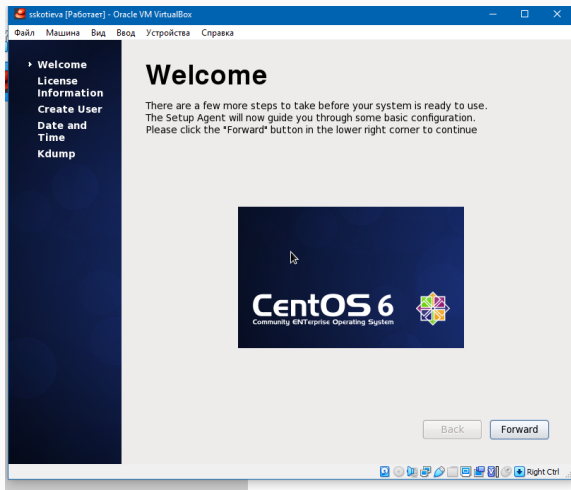 sskotieva [Работает] - Oracle VM VirtualBox
Файл Машина Вид Ввод Устройства Справка
Welcome
License
Information
Create User
Date and
Time
Kdump
Welcome
There are a few more steps to take before your system is ready to use.
The Setup Agent will now guide you through some basic configuration.
Please click the "Forward" button in the lower right corner to continue
CentOS 6
Community ENTerprise Operating System
Back
Forward
Right Ctrl